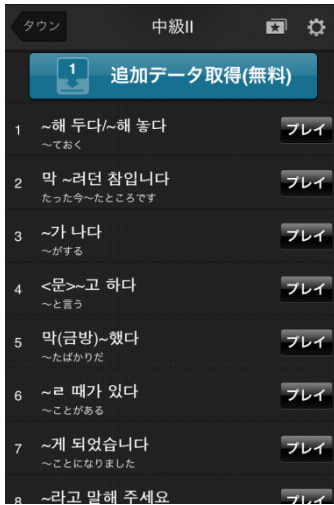 タウン
中級II
1
追加データ取得(無料)
1
~해 두다/~해 놓다
～ておく
プレイ
2
막 ~려던 참입니다
たった今～たところです
プレイ
3
~가 나다
～がする
プレイ
4
<문>~고 하다
～と言う
プレイ
5
막(금방)~했다
～たばかりだ
プレイ
6
~ㄹ 때가 있다
～ことがある
プレイ
7
~게 되었습니다
～ことになりました
プレイ
8
~라고 말해 주세요
プレイ